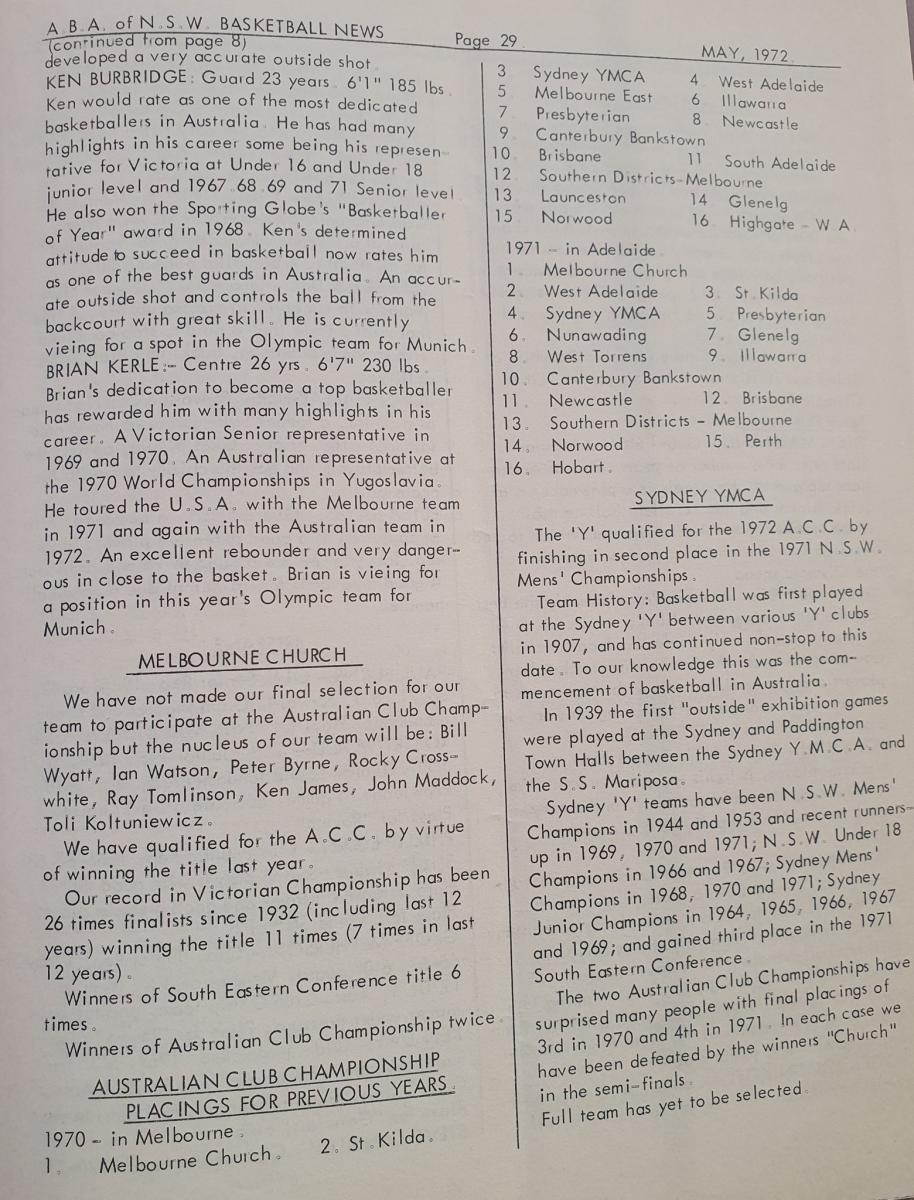 A.B.A. of N.S.W. BASKETBALL NEWS
Page 29
MAY, 1972.
(continued from page 8)
developed a very accurate outside shot.
KEN BURBRIDGE: Guard 23 years. 6'1" 185 lbs.
Ken would rate as one of the most dedicated
basketballers in Australia. He has had many
highlights in his career some being his represen-
tative for Victoria at Under 16 and Under 18
junior level and 1967.68.69 and 71 Senior level
He also won the Sporting Globe's "Basketballer
of Year" award in 1968. Ken's determined
attitude to succeed in basketball now rates him
as one of the best guards in Australia. An accur-
ate outside shot and controls the ball from the
backcourt with great skill. He is currently
vieing for a spot in the Olympic team for Munich.
BRIAN KERLE:- Centre 26 yrs. 6'7" 230 lbs.
Brian's dedication to become a top basketballer
has rewarded him with many highlights in his
career. A Victorian Senior representative in
1969 and 1970. An Australian representative at
the 1970 World Championships in Yugoslavia.
He toured the U.S.A. with the Melbourne team
in 1971 and again with the Australian team in
1972. An excellent rebounder and very danger-
ous in close to the basket. Brian is vieing for
a position in this year's Olympic team for
Munich.
MELBOURNE CHURCH
We have not made our final selection for our
team to participate at the Australian Club Champ-
ionship but the nucleus of our team will be: Bill
Wyatt, Ian Watson, Peter Byrne, Rocky Cross-
white, Ray Tomlinson, Ken James, John Maddock,
Toli Koltuniewicz.
We have qualified for the A.C.C. by virtue
of winning the title last year.
Our record in Victorian Championship has been
26 times finalists since 1932 (including last 12
years) winning the title 11 times (7 times in last
12 years).
Winners of South Eastern Conference title 6
times.
Winners of Australian Club Championship twice.
AUSTRALIAN CLUB CHAMPIONSHIP
PLACINGS FOR PREVIOUS YEARS.
1970 - in Melbourne.
1. Melbourne Church. 2. St.Kilda.
3 Sydney YMCA 4 West Adelaide
5 Melbourne East 6 Illawarra
7 Presbyterian 8 Newcastle
9 Canterbury Bankstown
10 Brisbane 11 South Adelaide
12 Southern Districts-Melbourne
13 Launceston 14 Glenelg
15 Norwood 16 Highgate - W.A.
1971 - in Adelaide.
1. Melbourne Church
2. West Adelaide 3. St.Kilda
4. Sydney YMCA 5 Presbyterian
6. Nunawading 7. Glenelg
8. West Torrens 9. Illawarra
10. Canterbury Bankstown
11. Newcastle 12. Brisbane
13. Southern Districts - Melbourne
14. Norwood 15. Perth
16. Hobart.
SYDNEY YMCA
The 'Y' qualified for the 1972 A.C.C. by
finishing in second place in the 1971 N.S.W.
Mens' Championships.
Team History: Basketball was first played
at the Sydney 'Y' between various 'Y' clubs
in 1907, and has continued non-stop to this
date. To our knowledge this was the com-
mencement of basketball in Australia.
In 1939 the first "outside" exhibition games
were played at the Sydney and Paddington
Town Halls between the Sydney Y.M.C.A. and
the S.S. Mariposa.
Sydney 'Y' teams have been N.S.W. Mens'
Champions in 1944 and 1953 and recent runners-
up in 1969, 1970 and 1971; N.S.W. Under 18
Champions in 1966 and 1967; Sydney Mens'
Champions in 1968, 1970 and 1971; Sydney
Junior Champions in 1964, 1965, 1966, 1967
and 1969; and gained third place in the 1971
South Eastern Conference.
The two Australian Club Championships have
surprised many people with final placings of
3rd in 1970 and 4th in 1971. In each case we
have been defeated by the winners "Church"
in the semi-finals.
Full team has yet to be selected.